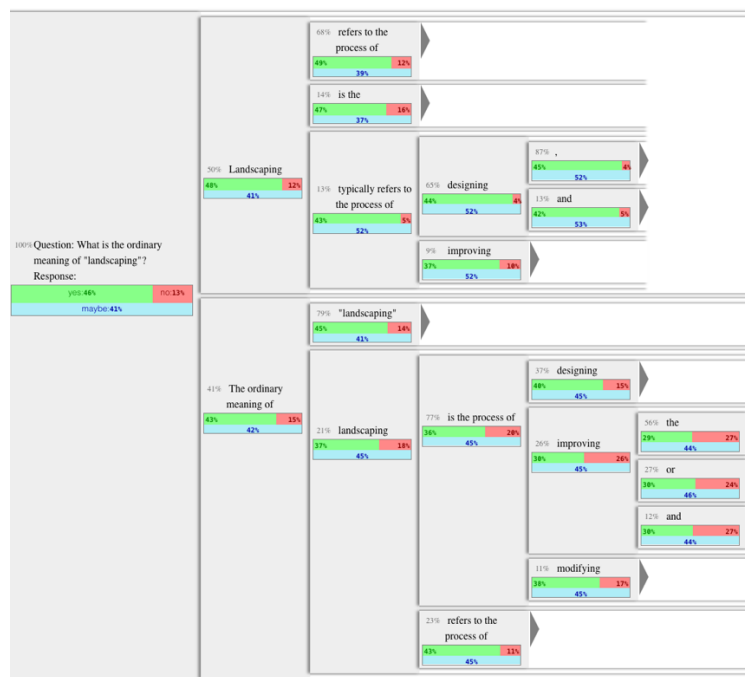 68% refers to the
process of
49% 12%
39%
14% is the
47% 16%
37%
50% Landscaping
48% 12%
41%
13% typically refers to
the process of
43% 5%
52%
65% designing
44% 4%
52%
87% ,
45% 4%
52%
13% and
42% 5%
53%
9% improving
37% 10%
52%
100% Question: What is the ordinary
meaning of "landscaping"?
Response:
yes:46% no:13%
maybe:41%
41% The ordinary
meaning of
43% 15%
42%
79% "landscaping"
45% 14%
41%
21% landscaping
37% 18%
45%
77% is the process of
36% 20%
45%
37% designing
40% 15%
45%
26% improving
30% 26%
45%
56% the
29% 27%
44%
27% or
30% 24%
46%
12% and
30% 27%
44%
11% modifying
38% 17%
45%
23% refers to the
process of
43% 11%
45%